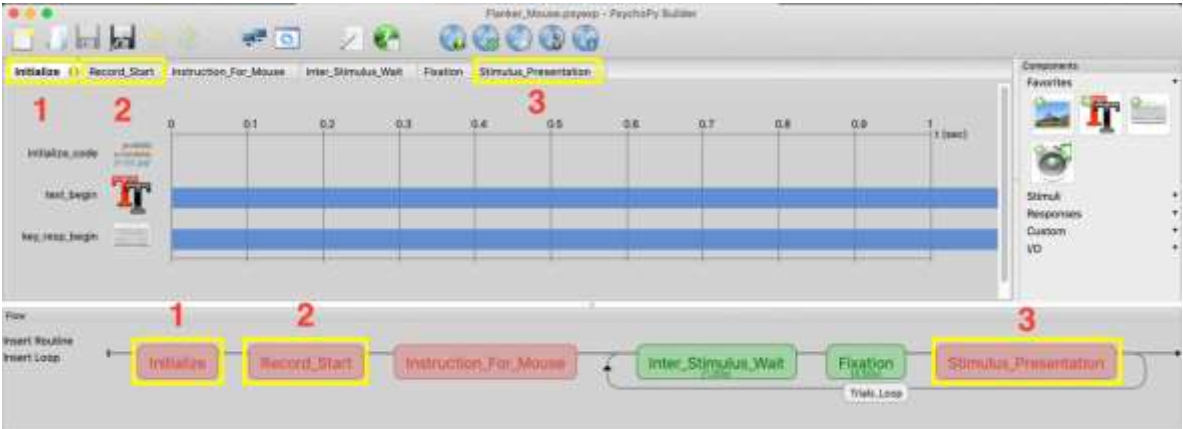 Flanker_Mouse.psyexp - PsychoPy Builder
Initialize Record_Start Instruction_For_Mouse Inter_Stimulus_Wait Fixation Stimulus_Presentation
1 2 3
0 0.1 0.2 0.3 0.4 0.5 0.6 0.7 0.8 0.9 1
t (sec)
initialize_code
text_begin
key_resp_begin
Components
Favorites
Stimuli
Responses
Custom
I/O
Flow
1 2 3
Insert Routine
Insert Loop
Initialize Record_Start Instruction_For_Mouse Inter_Stimulus_Wait Fixation Stimulus_Presentation
Trials_Loop